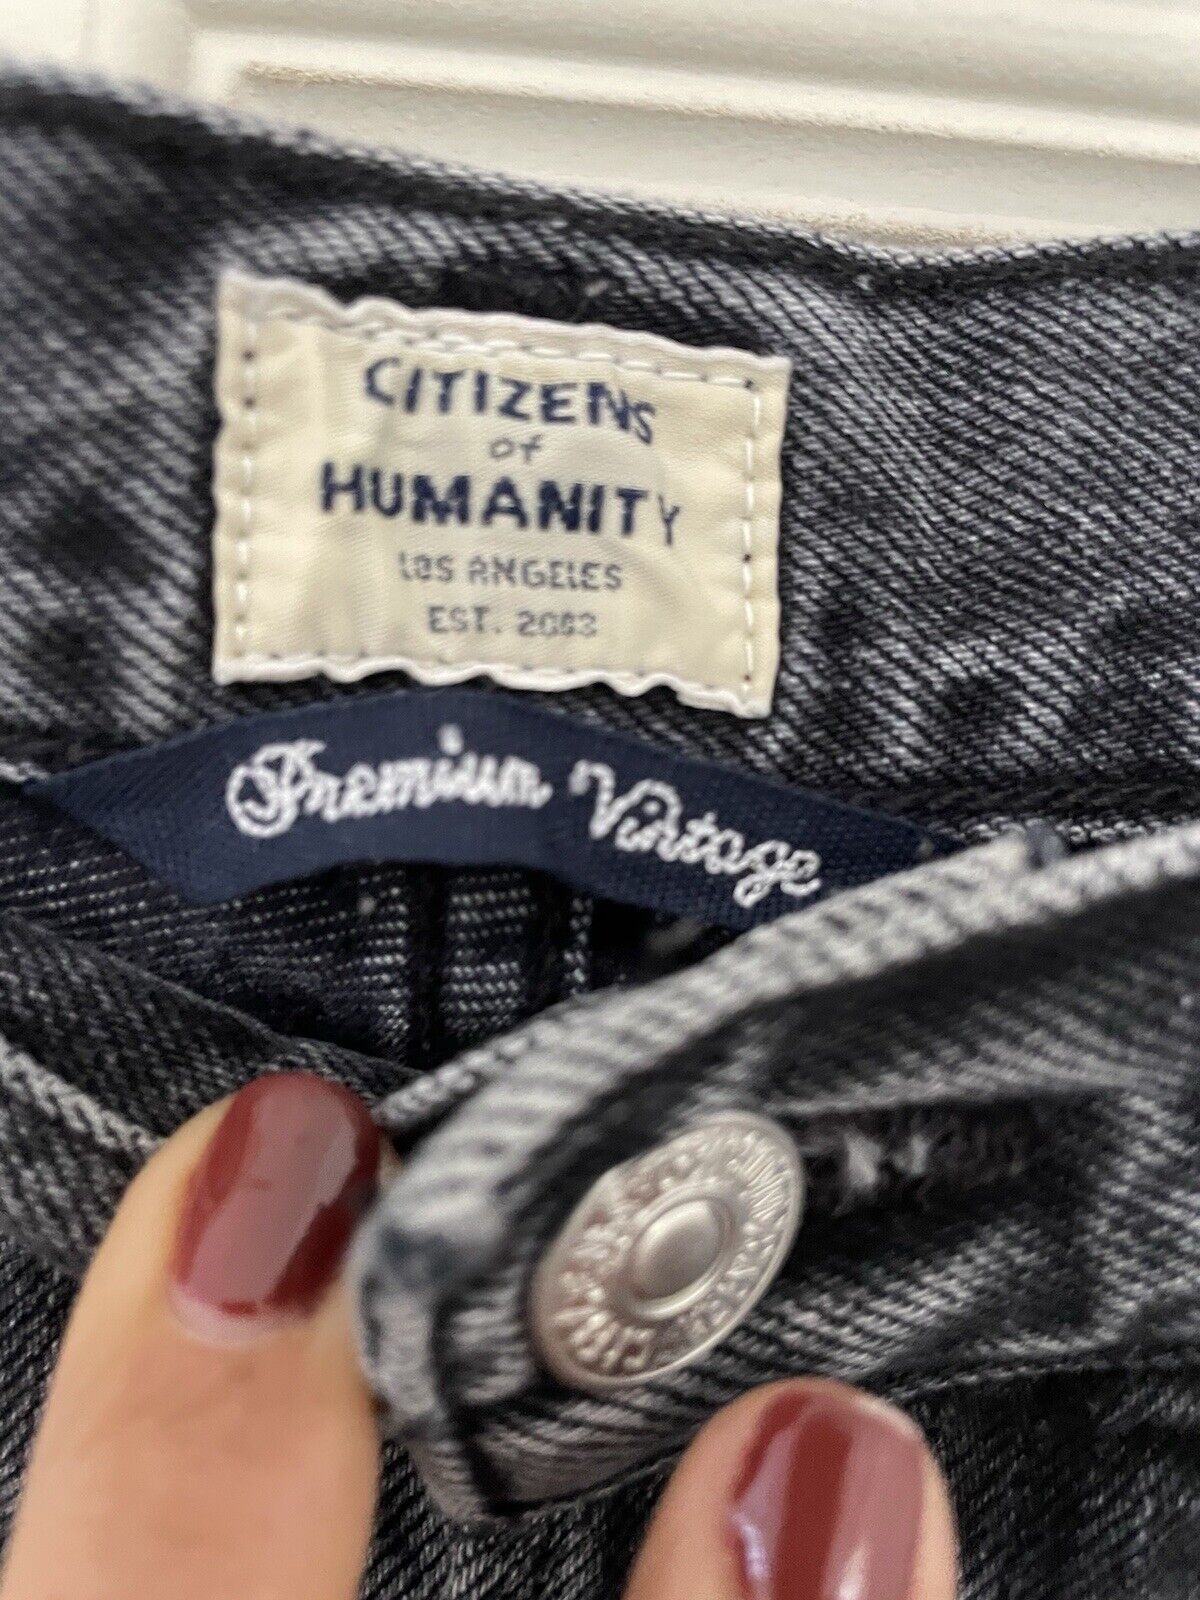 CITIZENS
of
HUMANITY
LOS ANGELES
EST. 2003
Premium Vintage